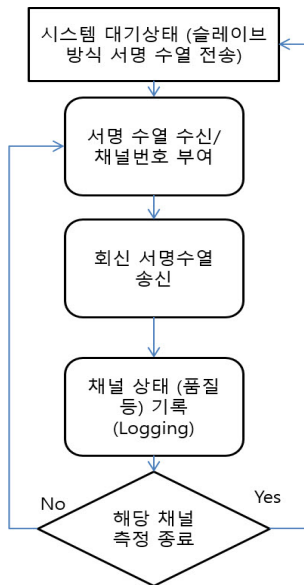 시스템 대기상태 (슬레이브
방식 서명 수열 전송)
서명 수열 수신/
채널번호 부여
회신 서명수열
송신
채널 상태 (품질
등) 기록
(Logging)
No
Yes
해당 채널
측정 종료